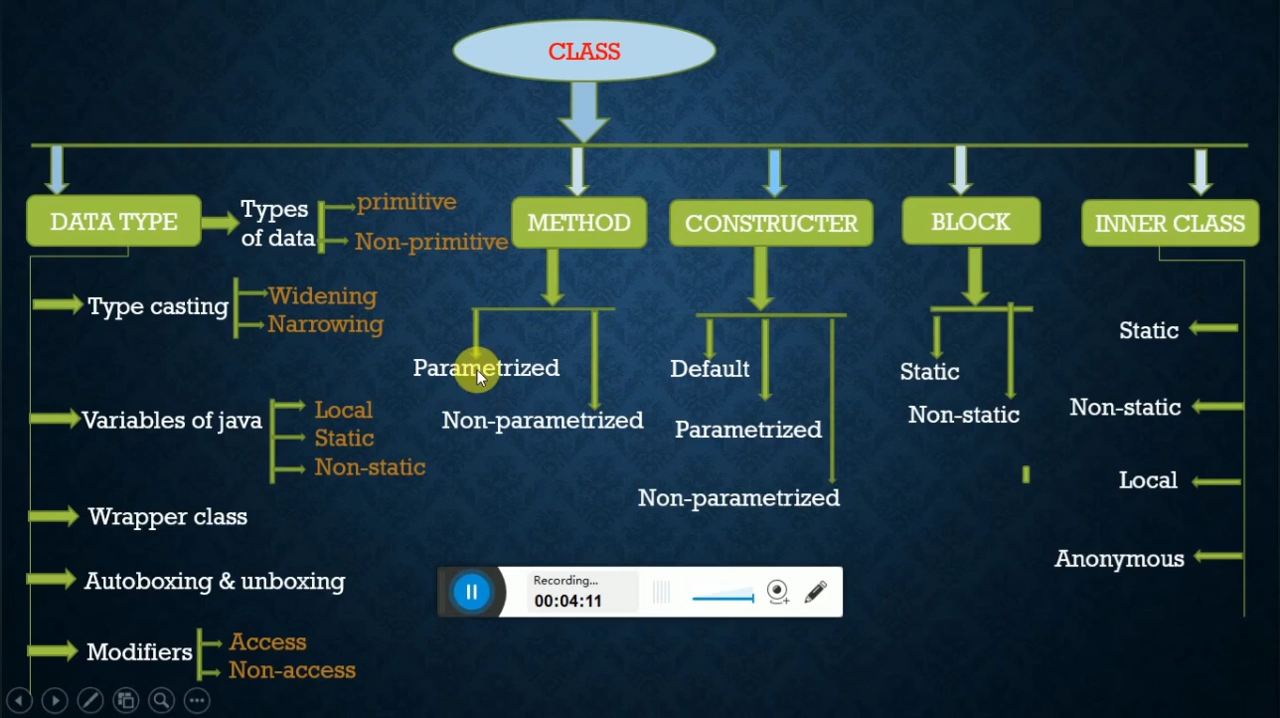 CLASS
DATA TYPE
Types
of data
primitive
Non-primitive
METHOD
CONSTRUCTER
BLOCK
INNER CLASS
Type casting
Widening
Narrowing
Variables of java
Local
Static
Non-static
Wrapper class
Autoboxing & unboxing
Modifiers
Access
Non-access
Parametrized
Non-parametrized
Default
Parametrized
Non-parametrized
Static
Non-static
Static
Non-static
Local
Anonymous
Recording...
00:04:11